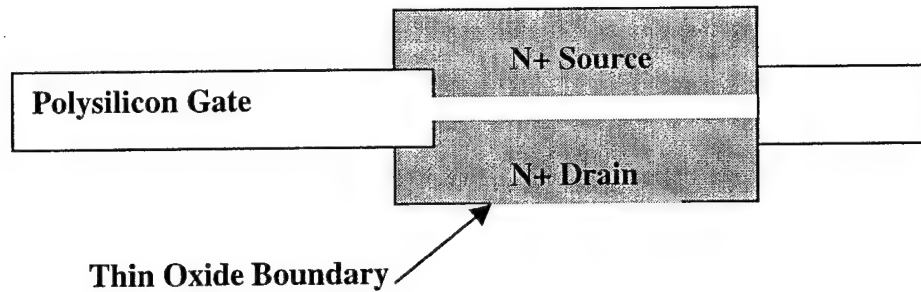 N+ Source
Polysilicon Gate
N+ Drain
Thin Oxide Boundary